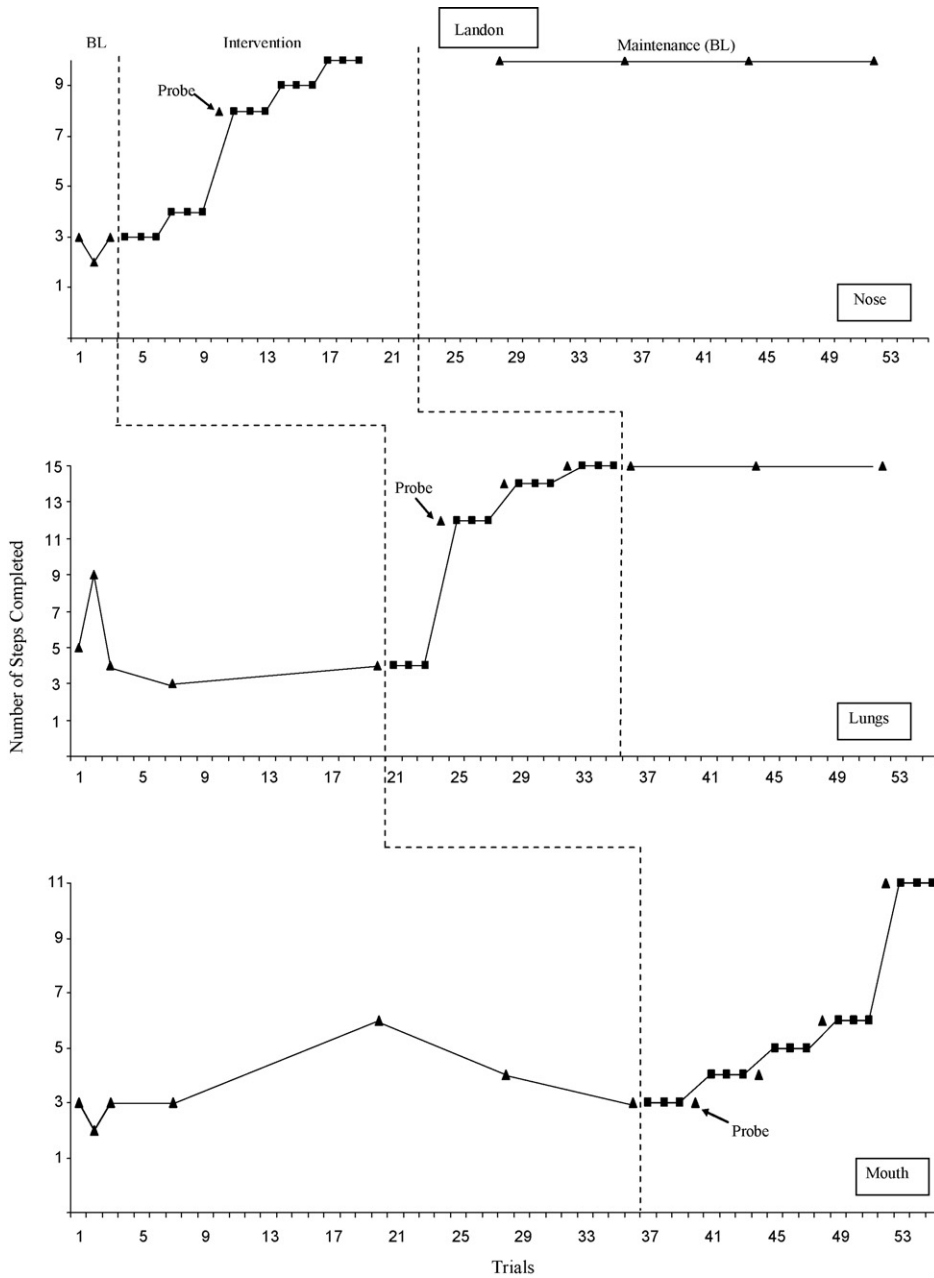 Landon
BL Intervention Maintenance (BL)
9
Probe
7
5
3
1
Nose
1 5 9 13 17 21 25 29 33 37 41 45 49 53
15
13
Probe
11
9
7
5
3
1
Lungs
1 5 9 13 17 21 25 29 33 37 41 45 49 53
Number of Steps Completed
11
9
7
5
3
Probe
1
Mouth
1 5 9 13 17 21 25 29 33 37 41 45 49 53
Trials